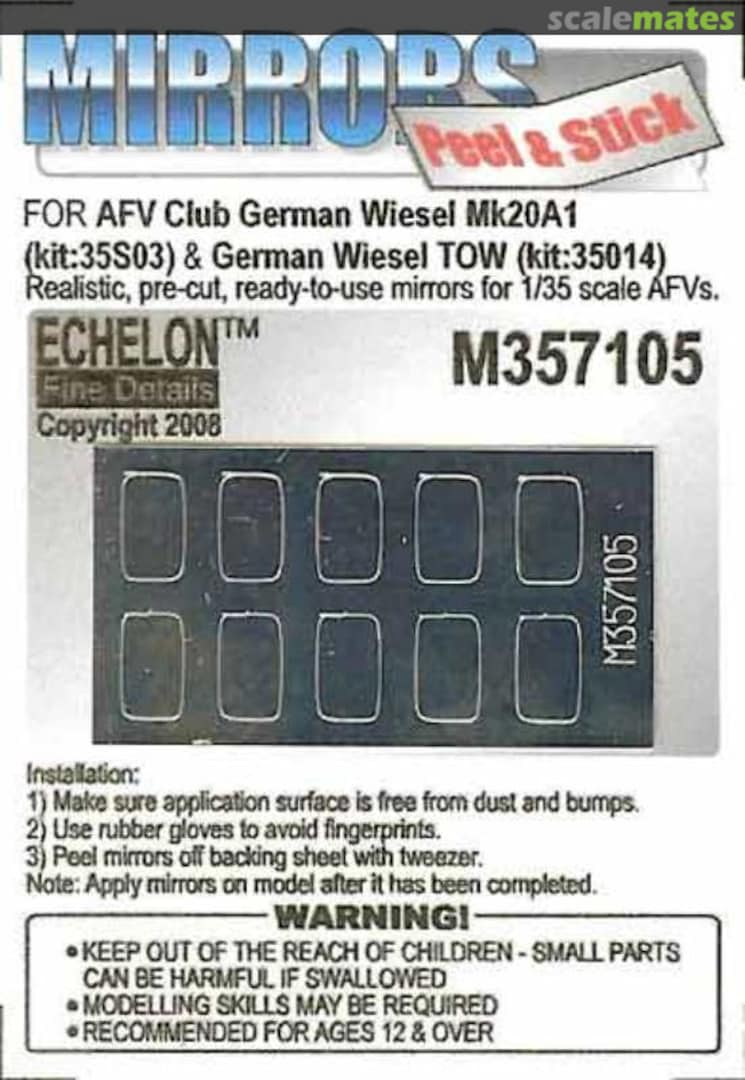 scalemates
MIRRORS
Peel & Stick
FOR AFV Club German Wiesel Mk20A1
(kit:35S03) & German Wiesel TOW (kit:35014)
Realistic, pre-cut, ready-to-use mirrors for 1/35 scale AFVs.
ECHELON™
M357105
Fine Details
Copyright 2008
M357105
Installation:
1) Make sure application surface is free from dust and bumps.
2) Use rubber gloves to avoid fingerprints.
3) Peel mirrors off backing sheet with tweezer.
Note: Apply mirrors on model after it has been completed.
WARNING!
• KEEP OUT OF THE REACH OF CHILDREN - SMALL PARTS
CAN BE HARMFUL IF SWALLOWED
• MODELLING SKILLS MAY BE REQUIRED
• RECOMMENDED FOR AGES 12 & OVER